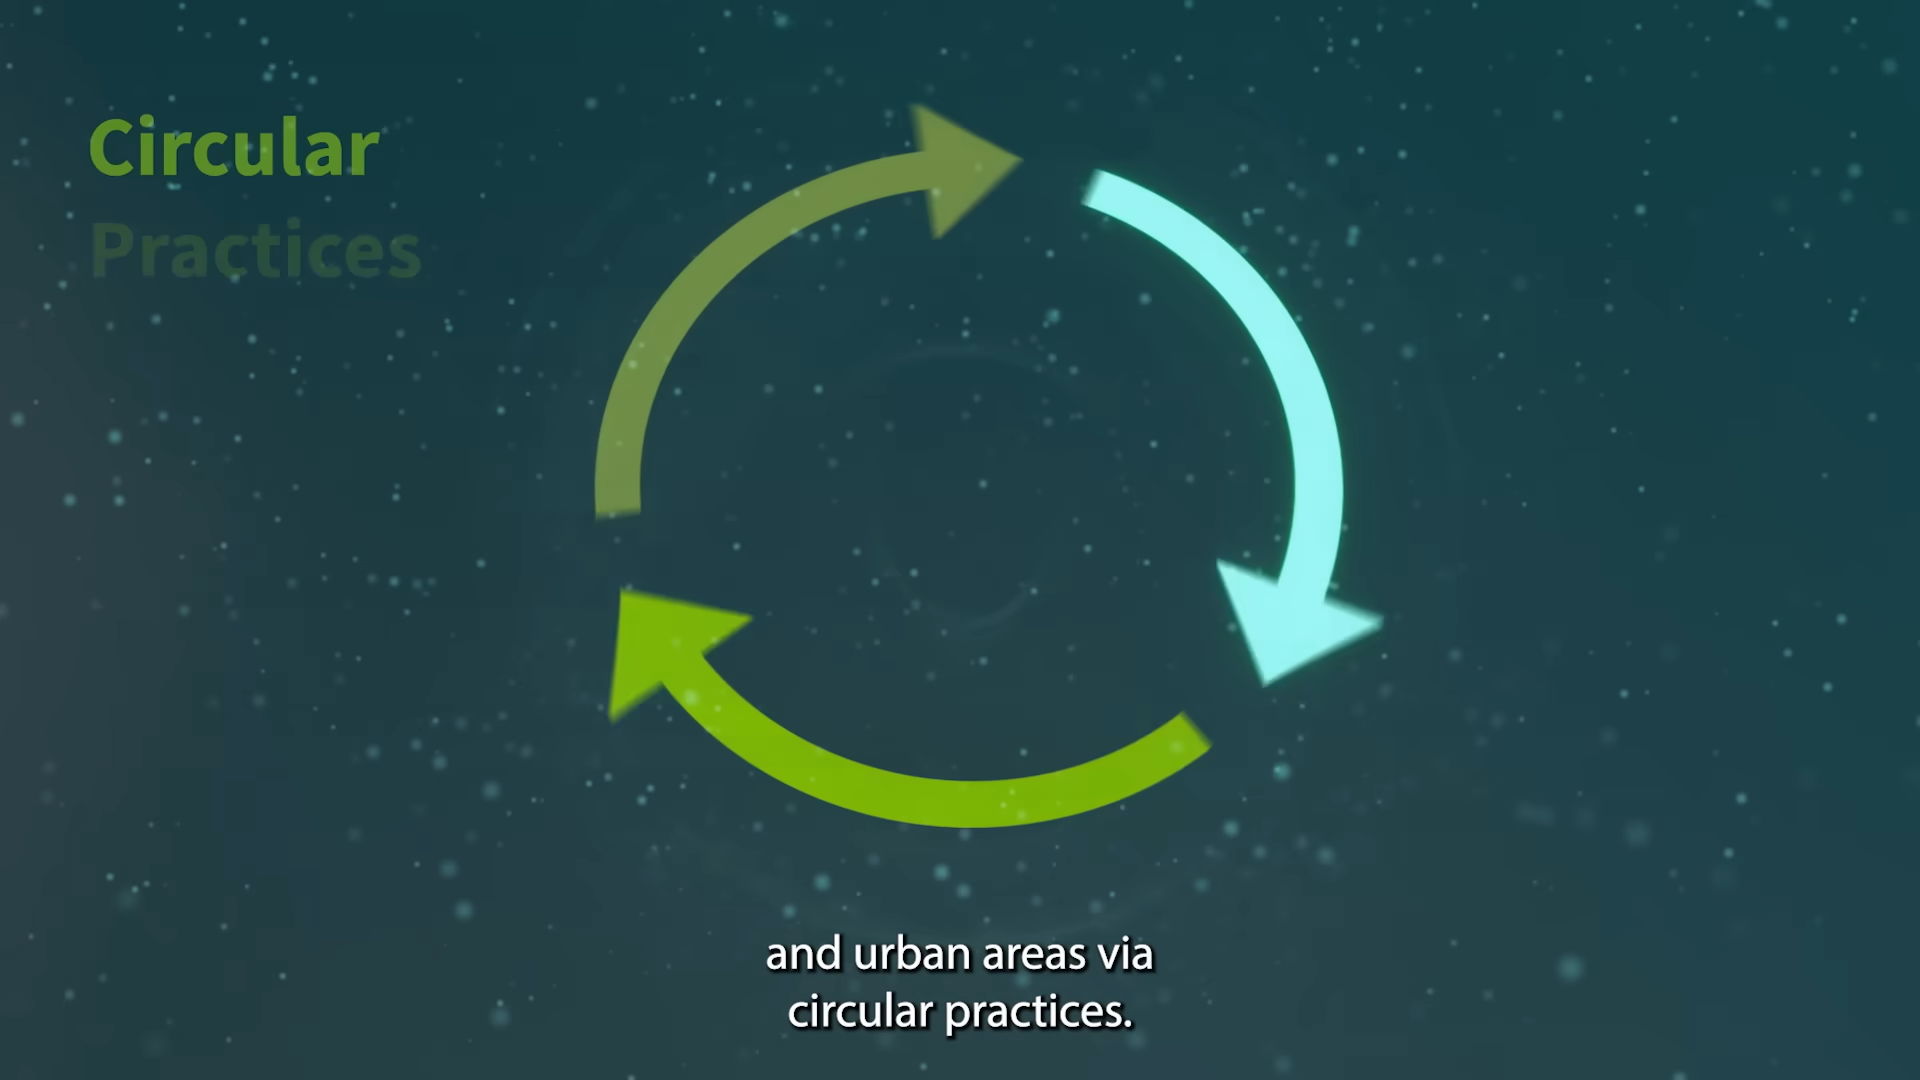 Circular
Practices
and urban areas via
circular practices.